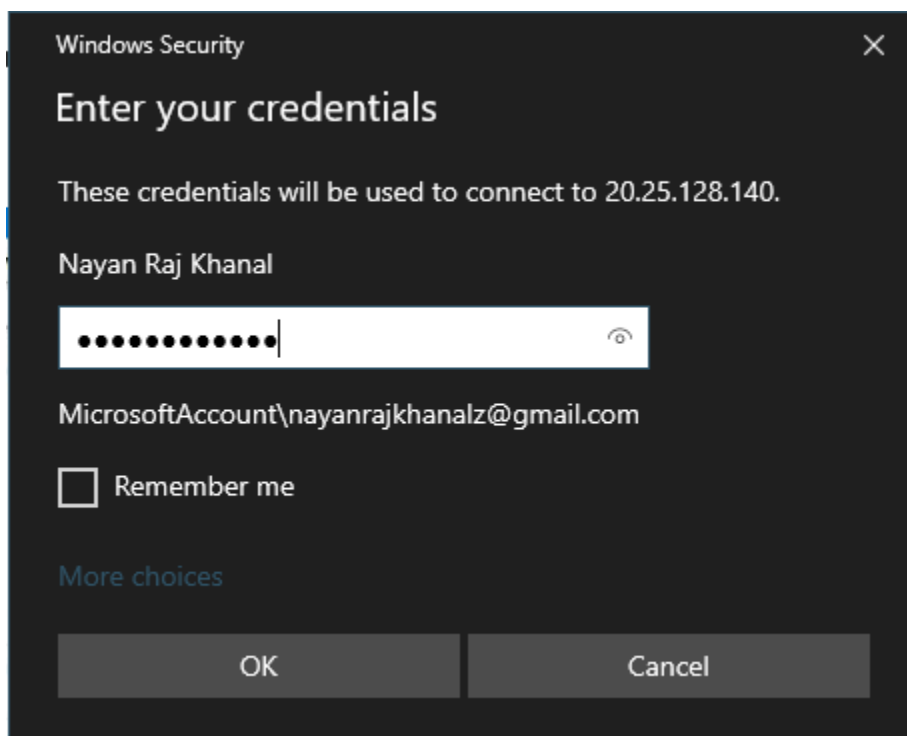 Windows Security
Enter your credentials
These credentials will be used to connect to 20.25.128.140.
Nayan Raj Khanal
●●●●●●●●●●●●
MicrosoftAccount\nayanrajkhanalz@gmail.com
Remember me
More choices
OK Cancel